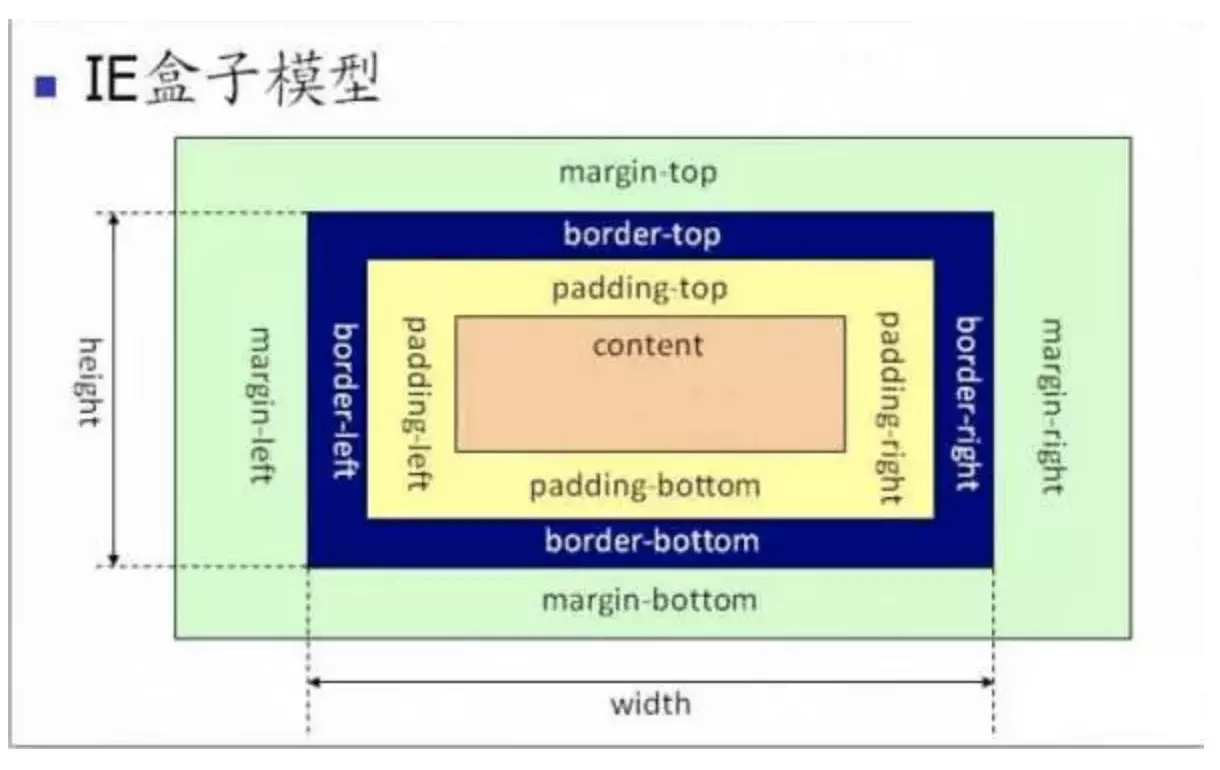 IE盒子模型
margin-top
border-top
padding-top
content
height
margin-left
border-left
padding-left
padding-right
border-right
margin-right
padding-bottom
border-bottom
margin-bottom
width